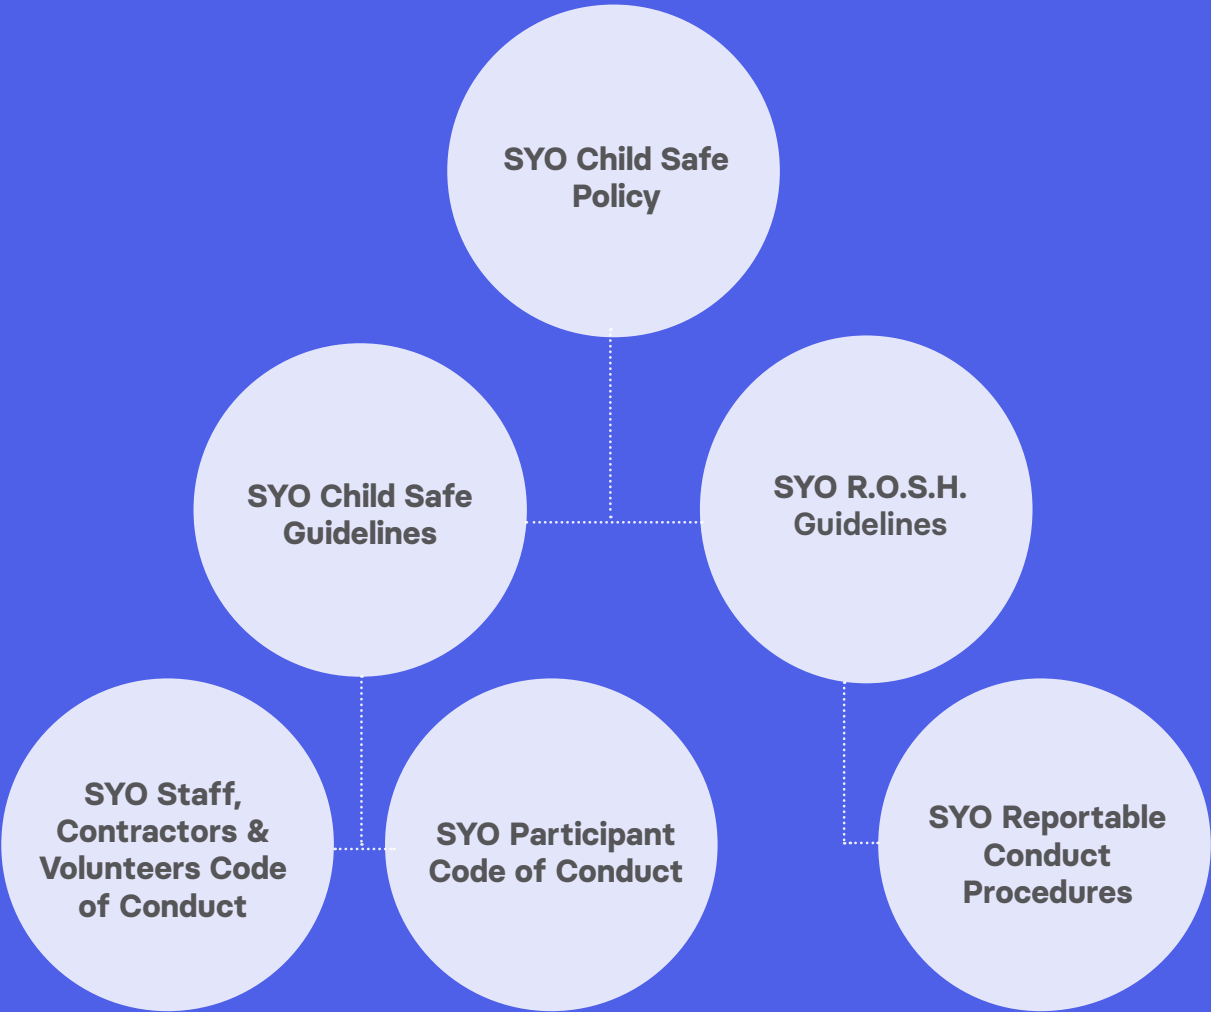 SYO Child Safe
Policy
SYO Child Safe
Guidelines
SYO R.O.S.H.
Guidelines
SYO Staff,
Contractors &
Volunteers Code
of Conduct
SYO Participant
Code of Conduct
SYO Reportable
Conduct
Procedures